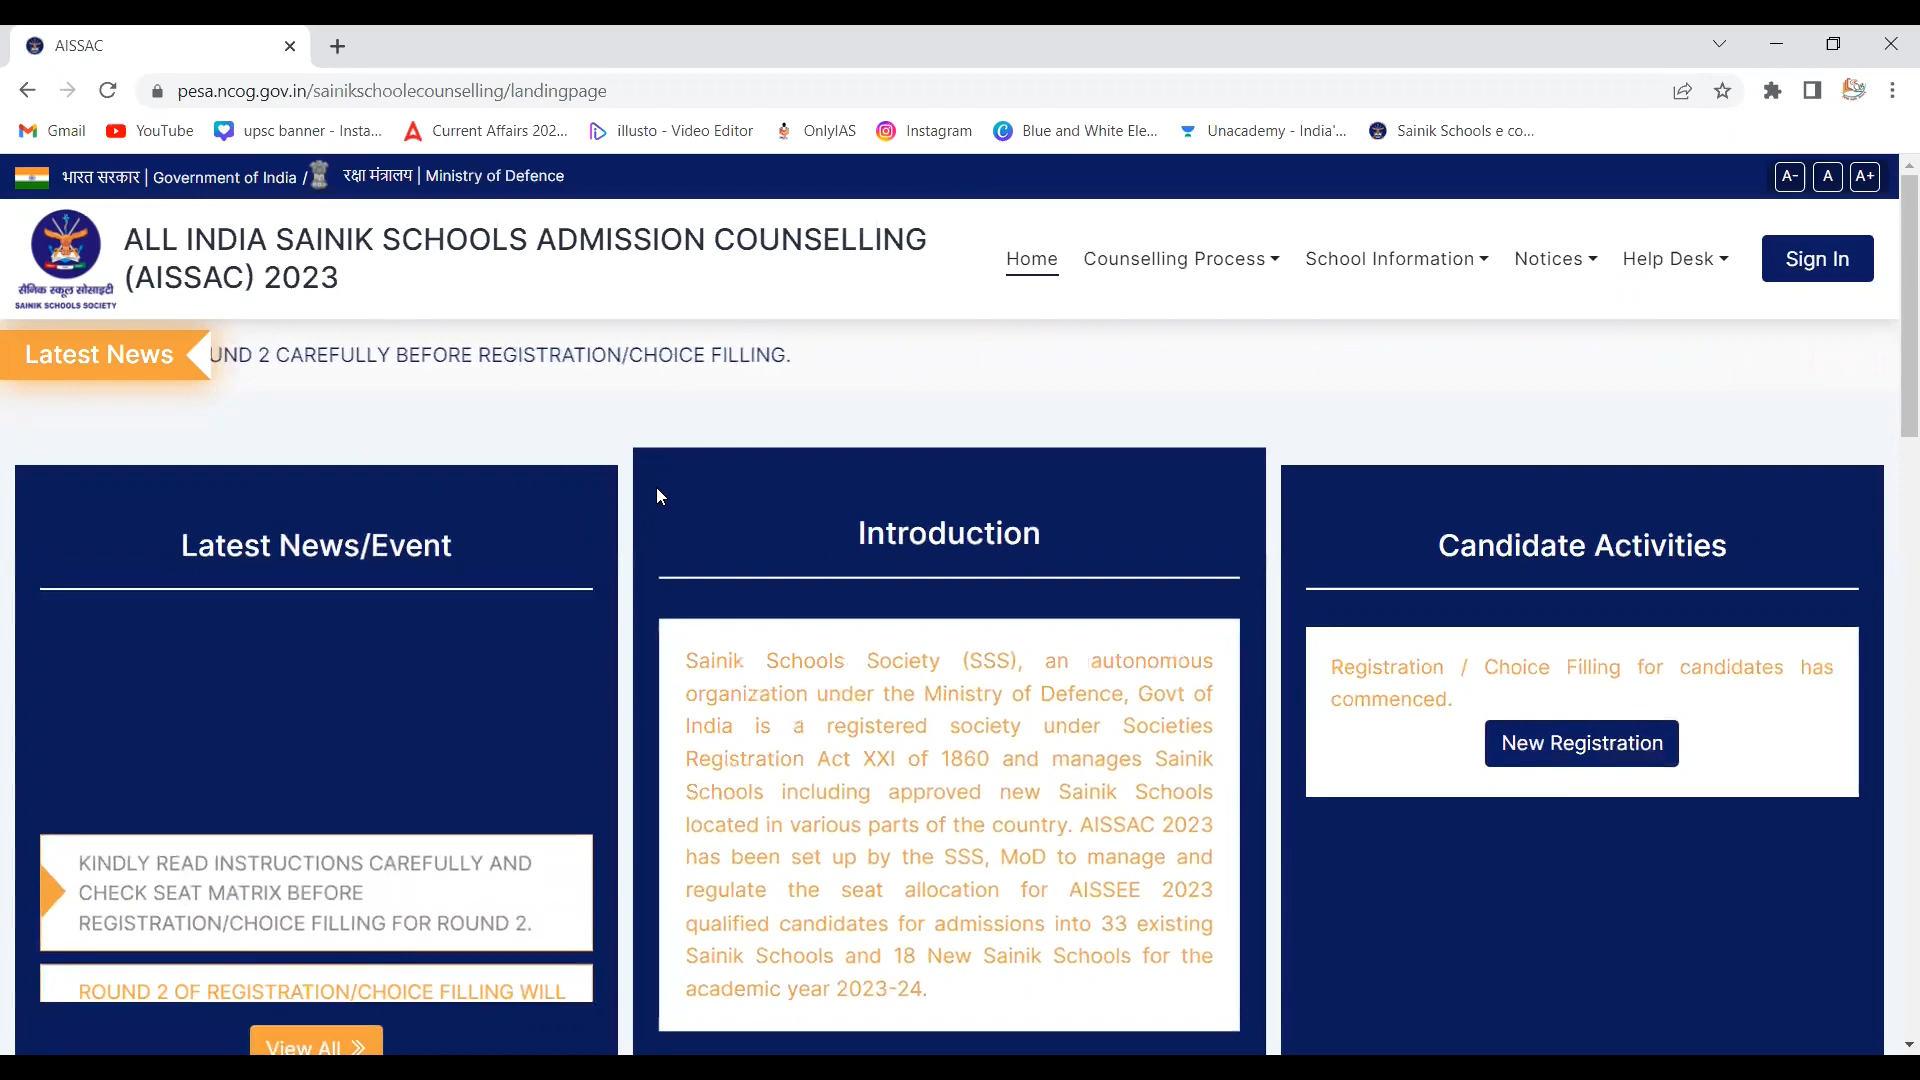 AISSAC
pesa.ncog.gov.in/sainikschoolecounselling/landingpage
Gmail
YouTube
upsc banner - Insta...
Current Affairs 202...
illusto - Video Editor
OnlyIAS
Instagram
Blue and White Ele...
Unacademy - India'...
Sainik Schools e co...
भारत सरकार | Government of India /
रक्षा मंत्रालय | Ministry of Defence
A-
A
A+
सैनिक स्कूल सोसाइटी
SAINIK SCHOOLS SOCIETY
ALL INDIA SAINIK SCHOOLS ADMISSION COUNSELLING
(AISSAC) 2023
Home
Counselling Process
School Information
Notices
Help Desk
Sign In
Latest News
UND 2 CAREFULLY BEFORE REGISTRATION/CHOICE FILLING.
Latest News/Event
KINDLY READ INSTRUCTIONS CAREFULLY AND
CHECK SEAT MATRIX BEFORE
REGISTRATION/CHOICE FILLING FOR ROUND 2.
ROUND 2 OF REGISTRATION/CHOICE FILLING WILL
View All
Introduction
Sainik Schools Society (SSS), an autonomous
organization under the Ministry of Defence, Govt of
India is a registered society under Societies
Registration Act XXI of 1860 and manages Sainik
Schools including approved new Sainik Schools
located in various parts of the country. AISSAC 2023
has been set up by the SSS, MoD to manage and
regulate the seat allocation for AISSEE 2023
qualified candidates for admissions into 33 existing
Sainik Schools and 18 New Sainik Schools for the
academic year 2023-24.
Candidate Activities
Registration / Choice Filling for candidates has
commenced.
New Registration